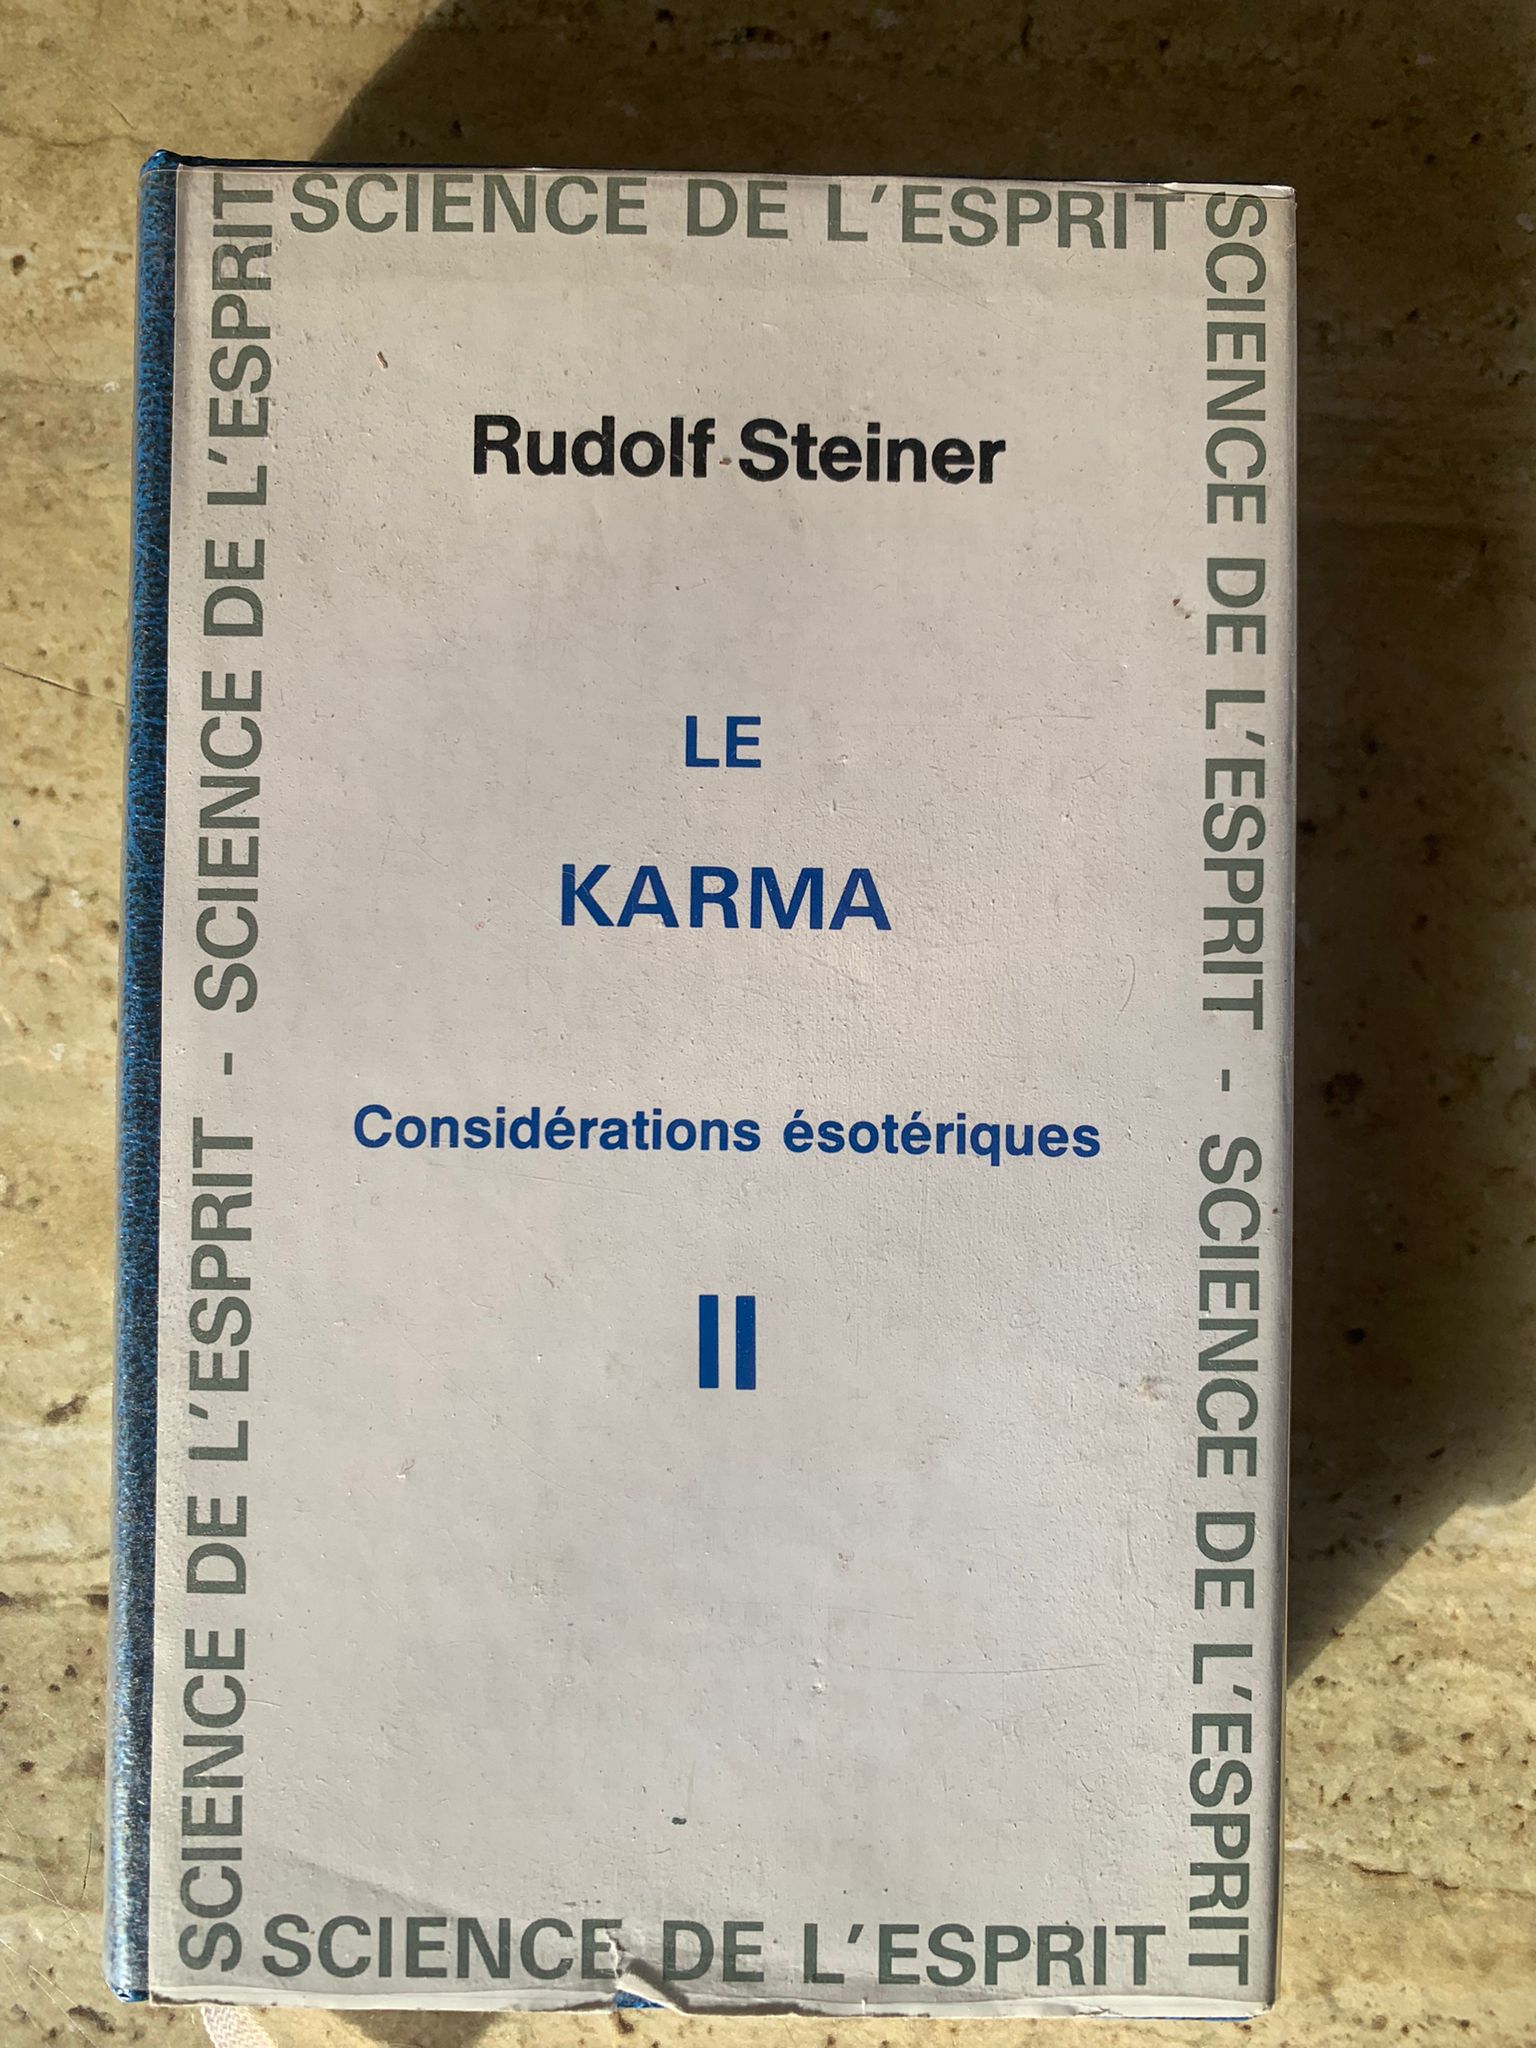 SCIENCE DE L'ESPRIT
SCIENCE DE L'ESPRIT - SCIENCE DE L'ESPRIT
SCIENCE DE L'ESPRIT - SCIENCE DE L'ESPRIT
Rudolf Steiner
LE
KARMA
Considérations ésotériques
II
SCIENCE DE L'ESPRIT